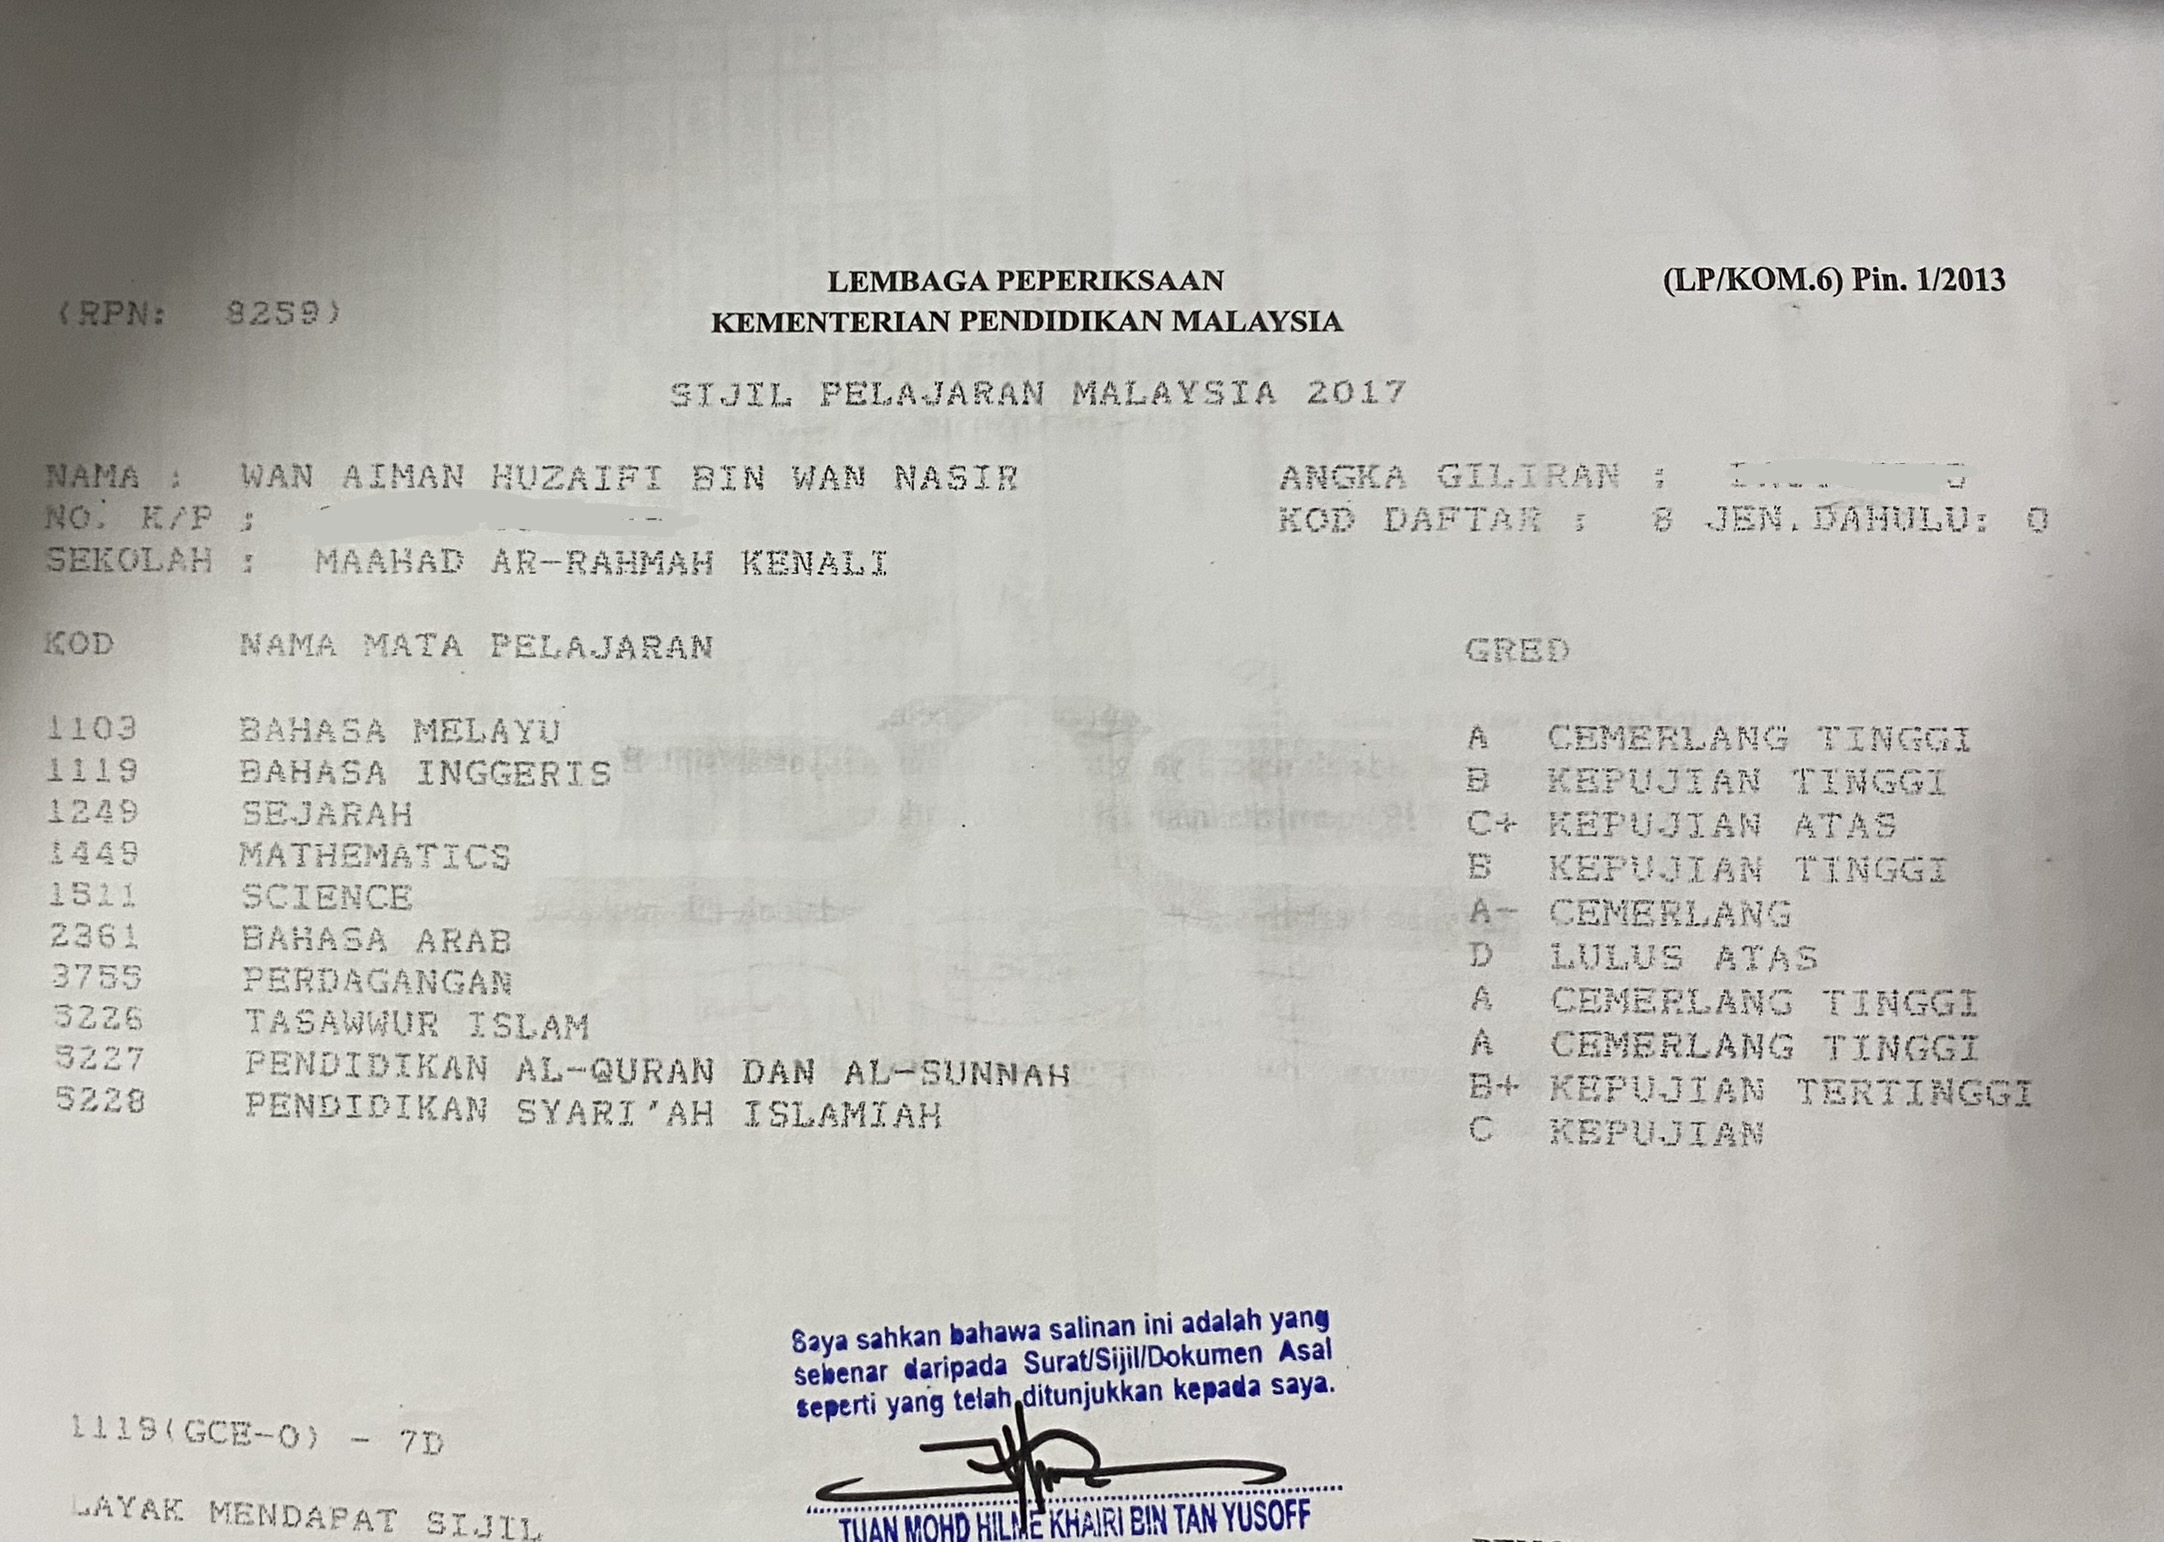 LEMBAGA PEPERIKSAAN
(LP/KOM.6) Pin. 1/2013
(RPN: 8259)
KEMENTERIAN PENDIDIKAN MALAYSIA
SIJIL PELAJARAN MALAYSIA 2017
NAMA : WAN AIMAN HUZAIFI BIN WAN NASIR
ANGKA GILIRAN :
NO. K/P :
KOD DAFTAR : 8 JEN.DAHULU: 0
SEKOLAH : MAAHAD AR-RAHMAH KENALI
KOD NAMA MATA PELAJARAN GRED
1103 BAHASA MELAYU A CEMERLANG TINGGI
1119 BAHASA INGGERIS B KEPUJIAN TINGGI
1249 SEJARAH C+ KEPUJIAN ATAS
1449 MATHEMATICS B KEPUJIAN TINGGI
1511 SCIENCE A- CEMERLANG
2361 BAHASA ARAB D LULUS ATAS
3755 PERDAGANGAN A CEMERLANG TINGGI
5226 TASAWWUR ISLAM A CEMERLANG TINGGI
5227 PENDIDIKAN AL-QURAN DAN AL-SUNNAH B+ KEPUJIAN TERTINGGI
5228 PENDIDIKAN SYARI'AH ISLAMIAH C KEPUJIAN
Saya sahkan bahawa salinan ini adalah yang
sebenar daripada Surat/Sijil/Dokumen Asal
seperti yang telah ditunjukkan kepada saya.
1119(GCE-O) - 7D
LAYAK MENDAPAT SIJIL
TUAN MOHD HILME KHAIRI BIN TAN YUSOFF